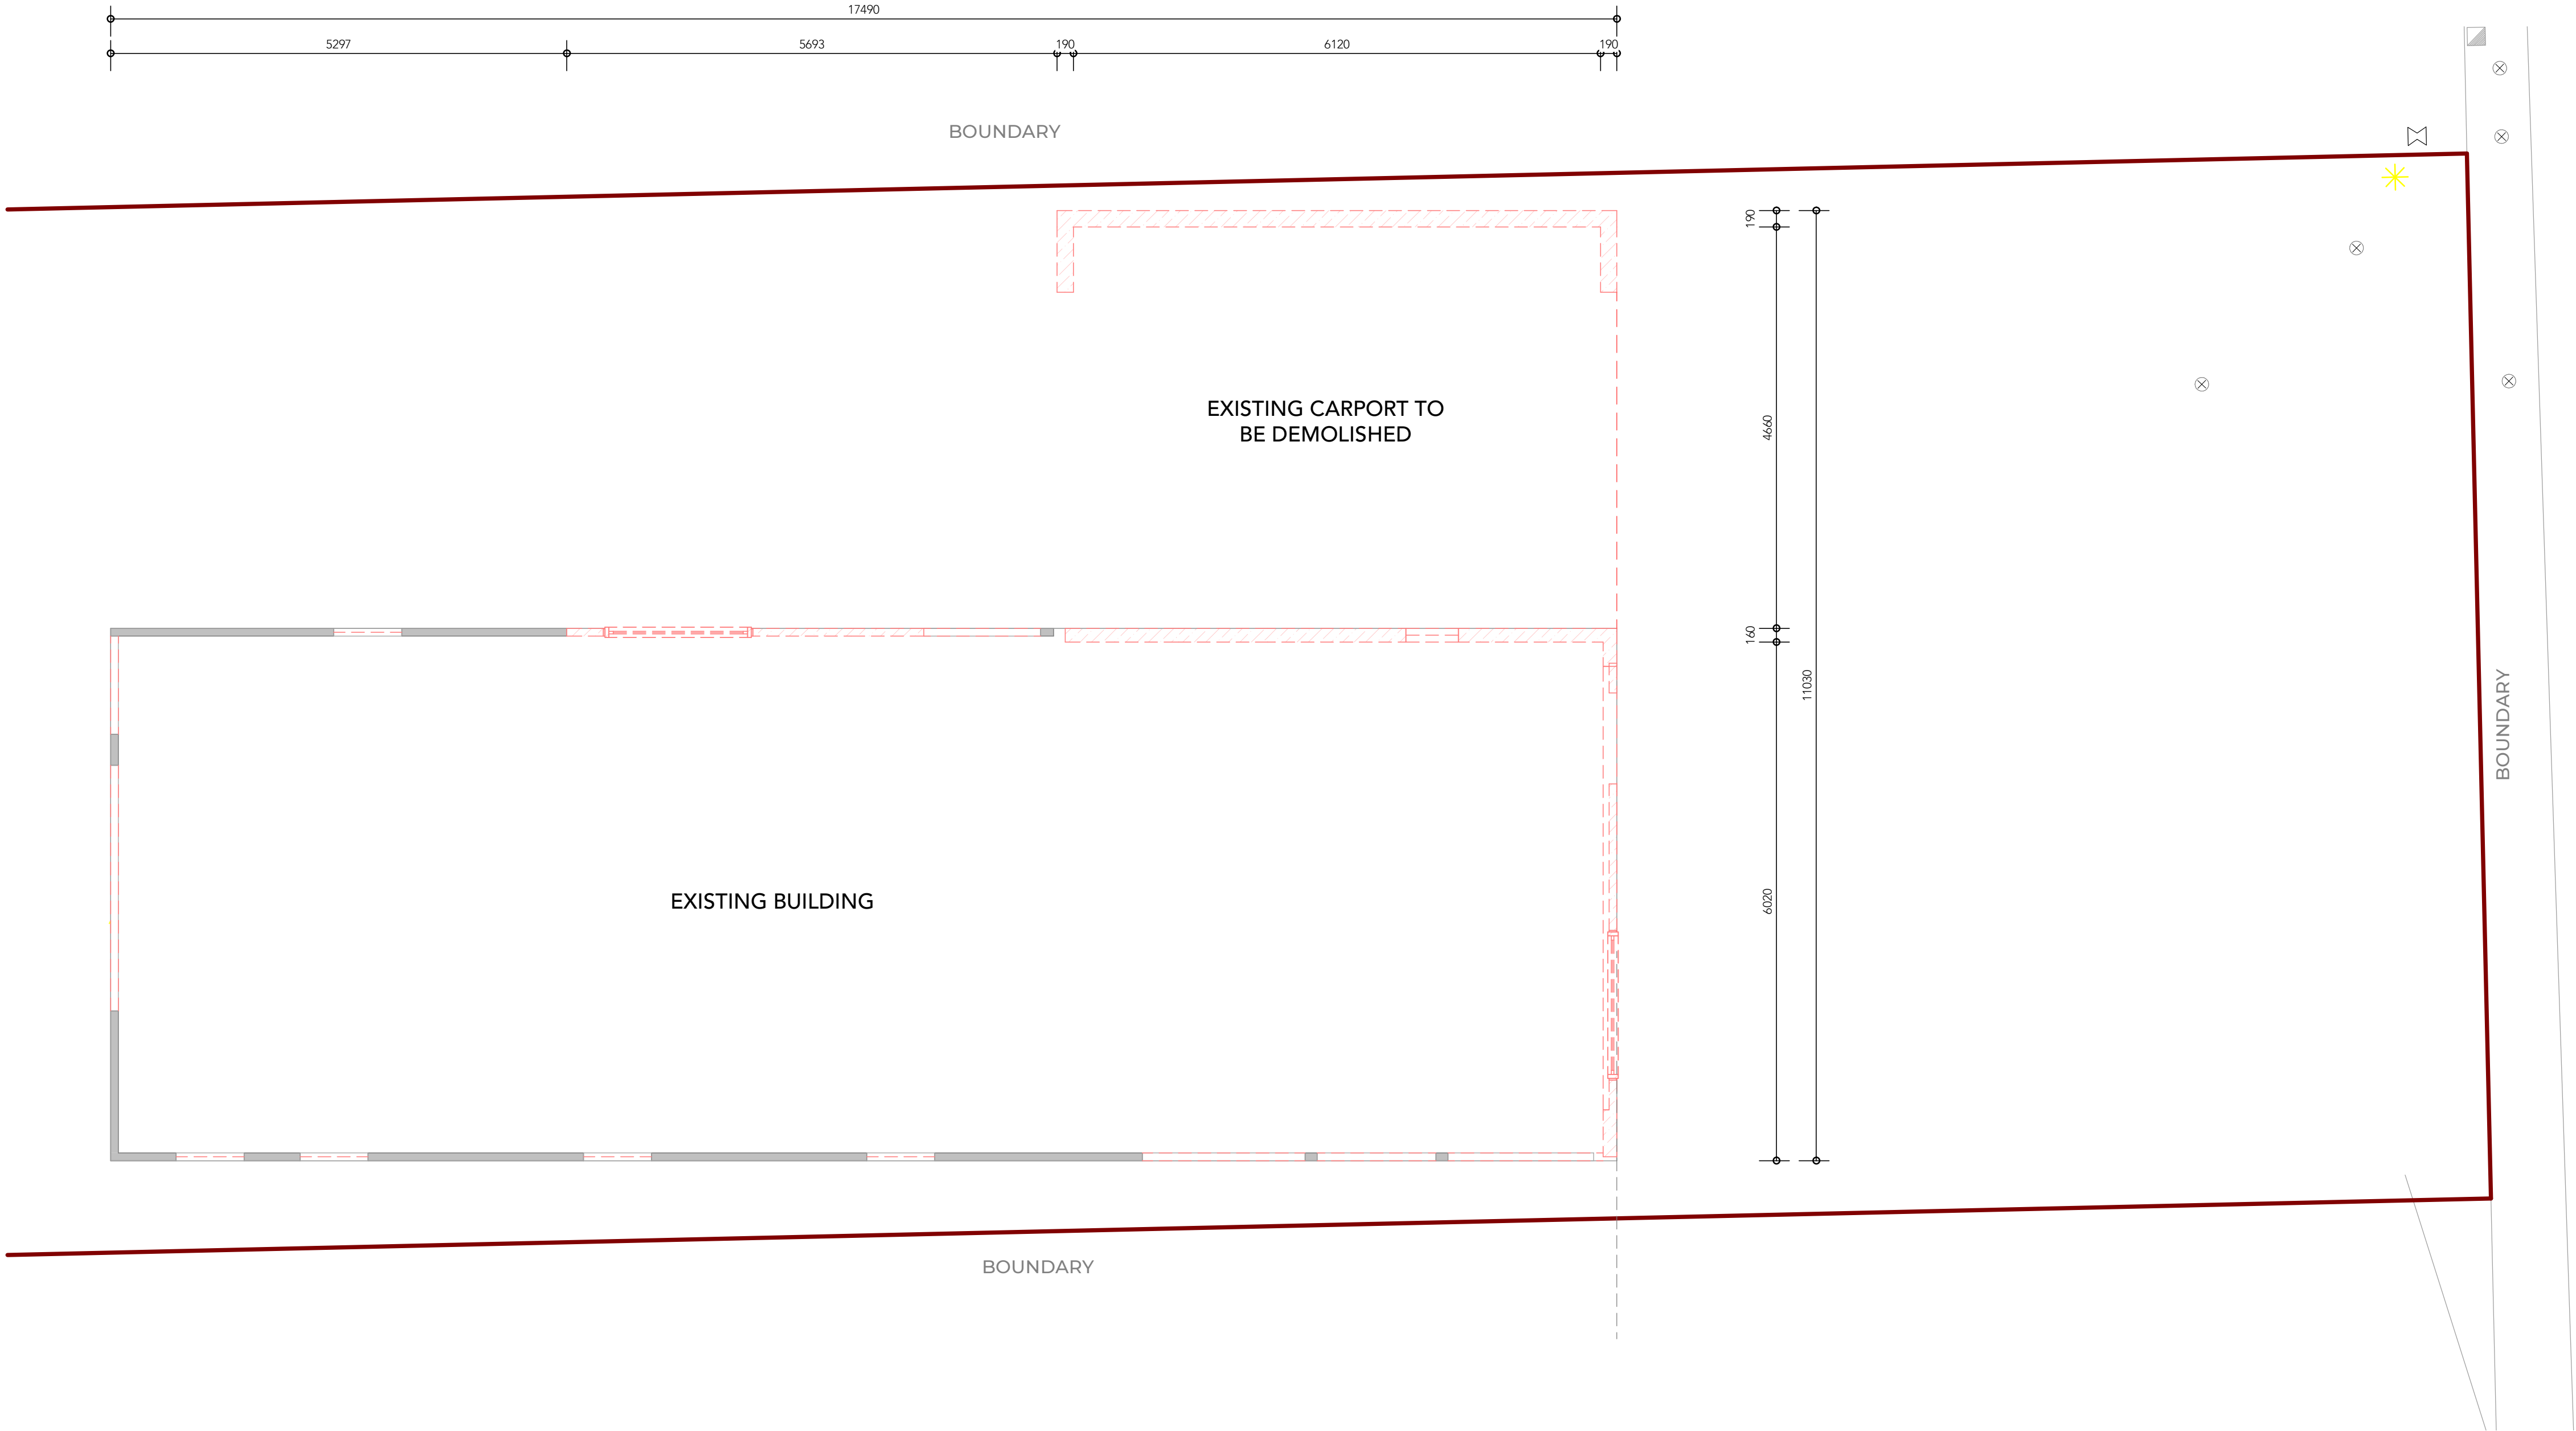 17490
5297 5693 190 6120 190
BOUNDARY
190
4660
EXISTING CARPORT TO
BE DEMOLISHED
160
11030
BOUNDARY
6020
EXISTING BUILDING
BOUNDARY